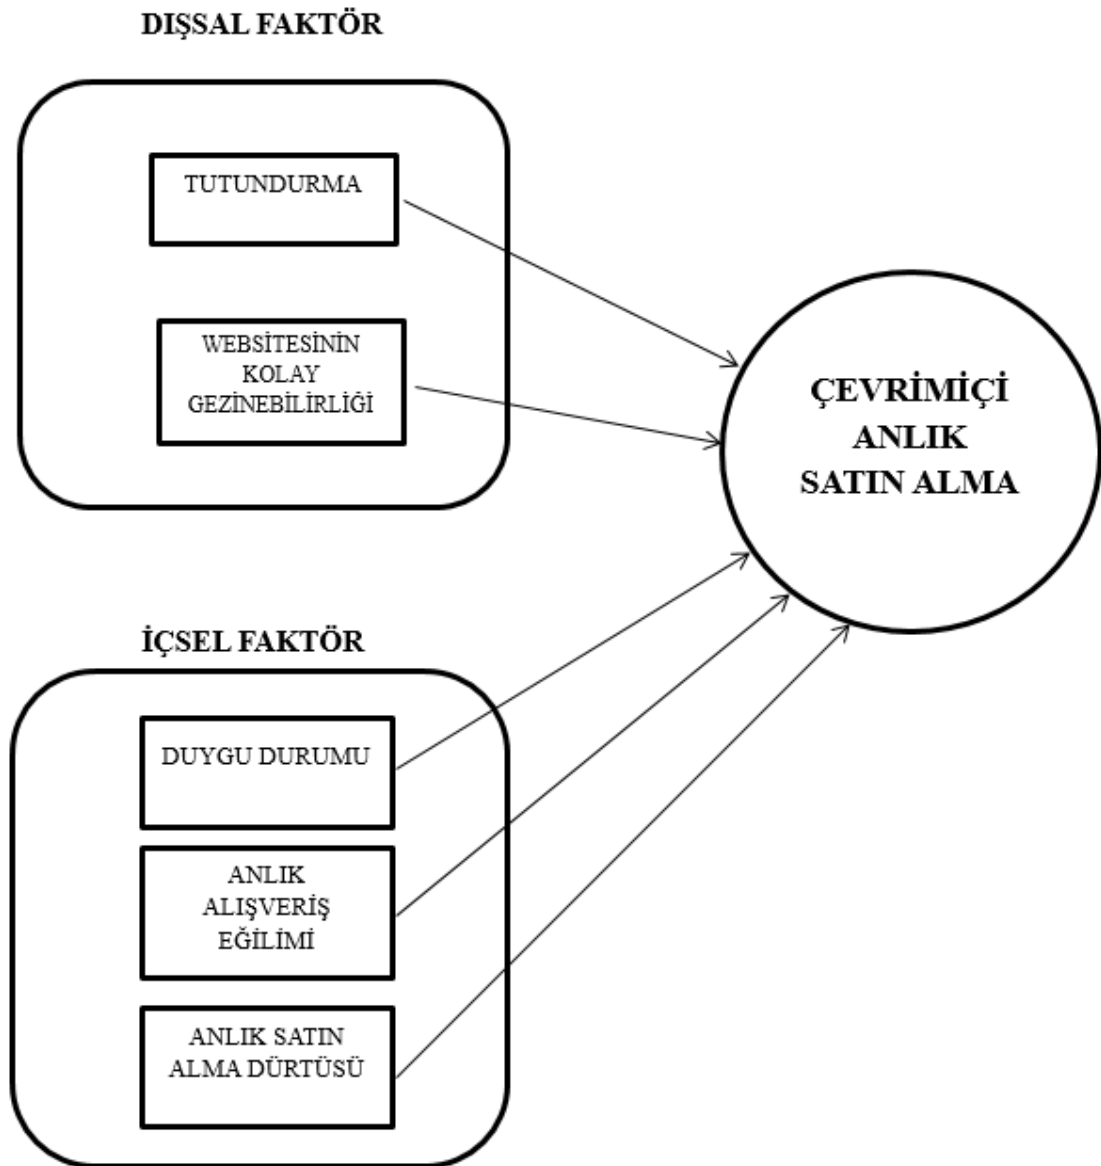 DIŞSAL FAKTÖR
TUTUNDURMA
WEBSİTESİNİN
KOLAY
GEZİNEBİLİRLİĞİ
ÇEVRİMİÇİ
ANLIK
SATIN ALMA
İÇSEL FAKTÖR
DUYGU DURUMU
ANLIK
ALIŞVERİŞ
EĞİLİMİ
ANLIK SATIN
ALMA DÜRTÜSÜ